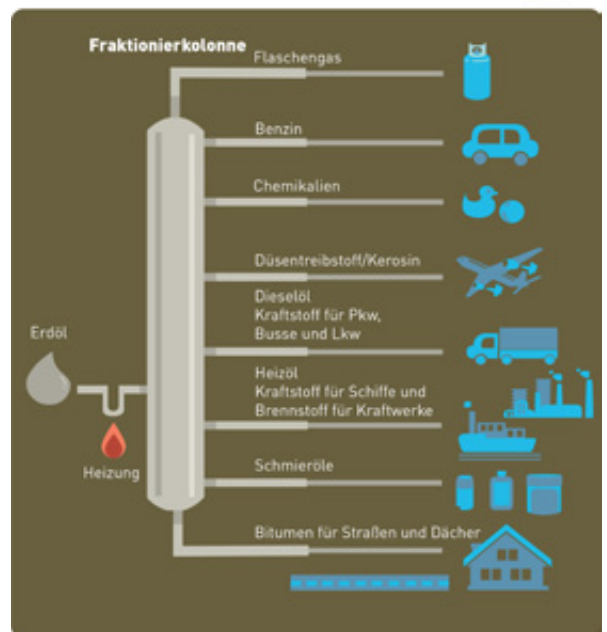 Fraktionierkolonne
Flaschengas
Benzin
Chemikalien
Düsentreibstoff/Kerosin
Dieselöl
Kraftstoff für Pkw,
Busse und Lkw
Erdöl
Heizöl
Kraftstoff für Schiffe und
Brennstoff für Kraftwerke
Heizung
Schmieröle
Bitumen für Straßen und Dächer